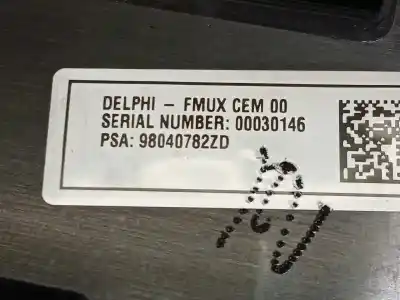 DELPHI - FMUX CEM 00
SERIAL NUMBER: 00030146
PSA: 98040782ZD